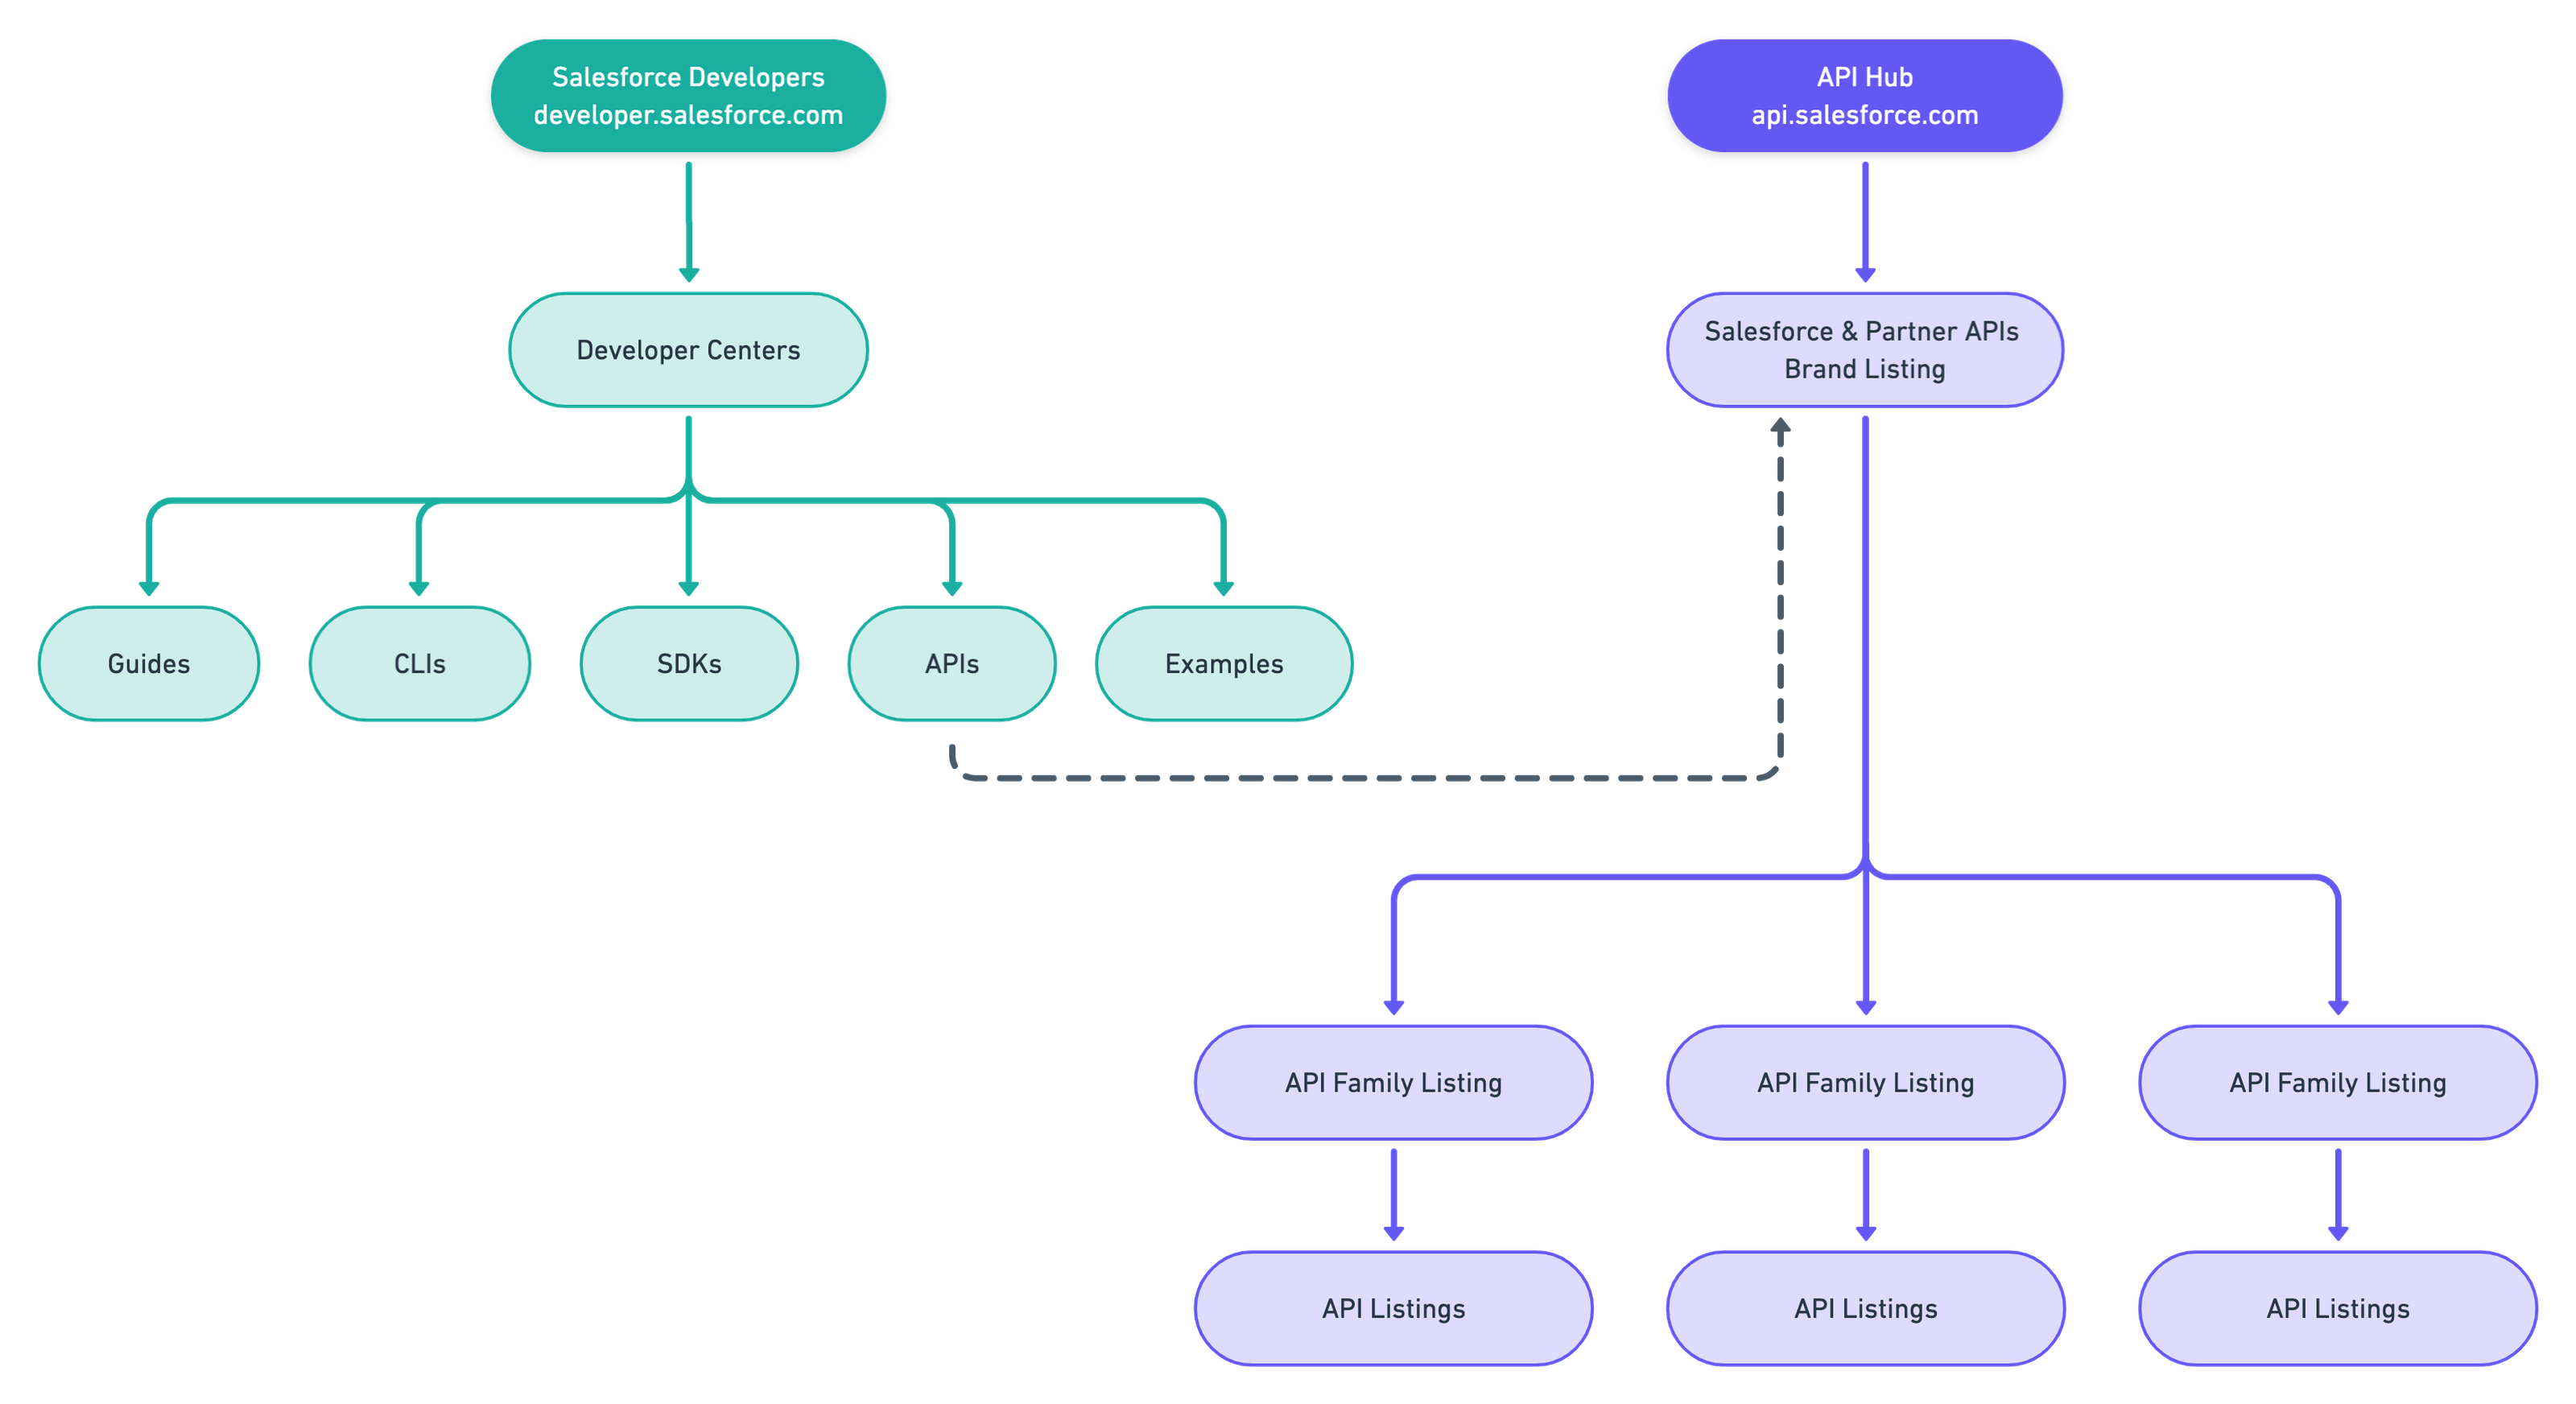 Salesforce Developers
developer.salesforce.com
API Hub
api.salesforce.com
Developer Centers
Salesforce & Partner APIs
Brand Listing
Guides
CLIs
SDKs
APIs
Examples
API Family Listing
API Family Listing
API Family Listing
API Listings
API Listings
API Listings